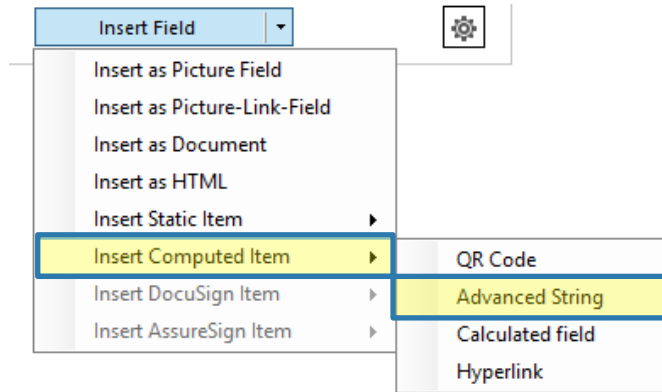 Insert Field
Insert as Picture Field
Insert as Picture-Link-Field
Insert as Document
Insert as HTML
Insert Static Item
Insert Computed Item
Insert DocuSign Item
Insert AssureSign Item
QR Code
Advanced String
Calculated field
Hyperlink